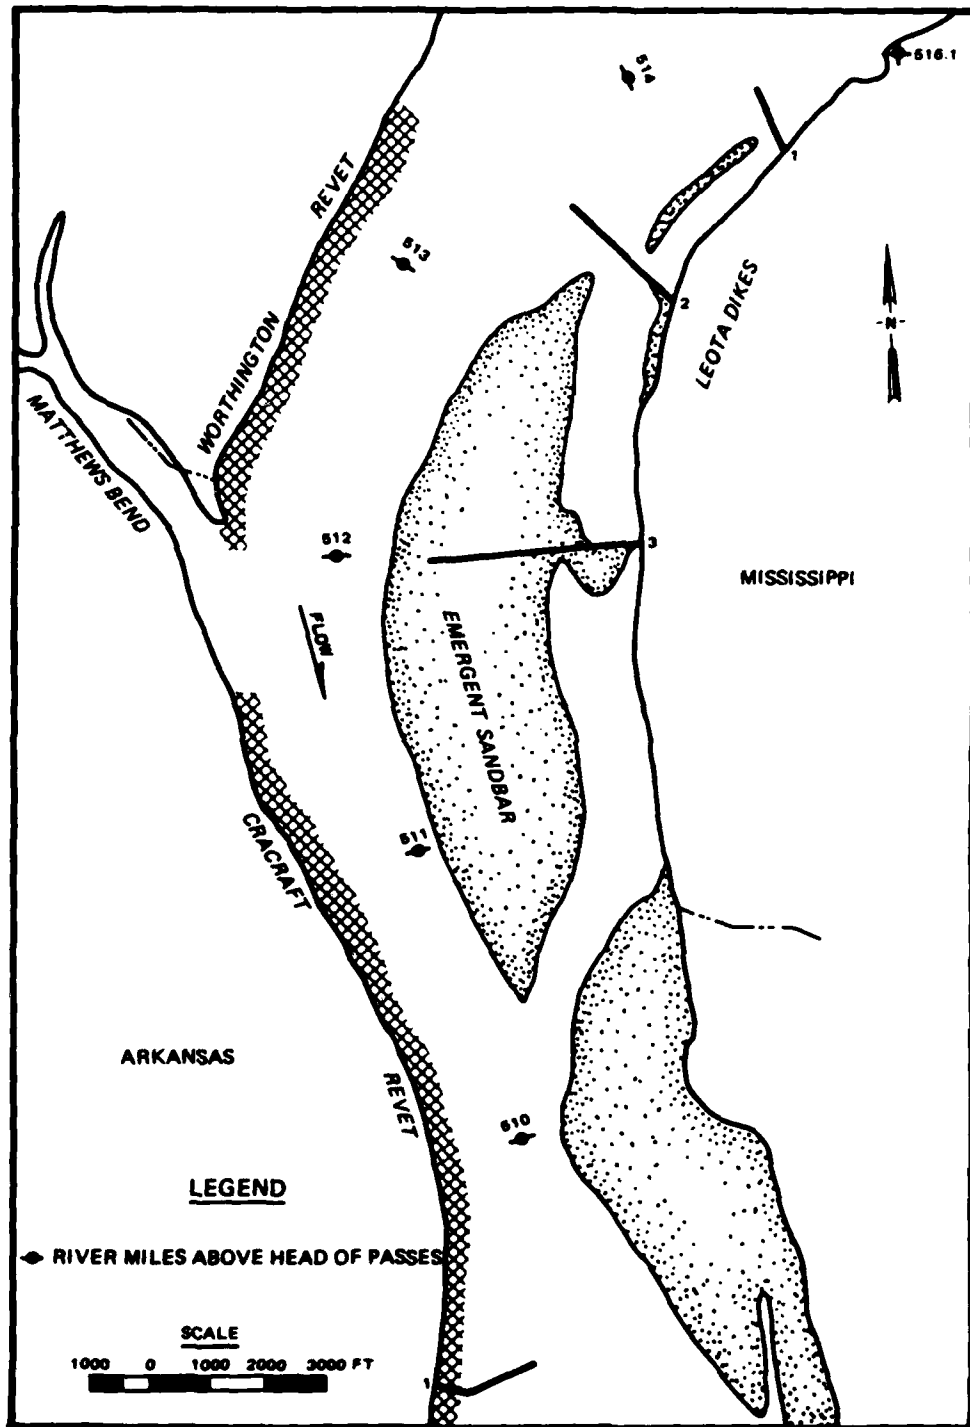 514
515.1
1
REVET
513
2
LEOTA DIKES
-N-
WORTHINGTON
MATTHEWS BEND
512
3
MISSISSIPPI
FLOW
EMERGENT SANDBAR
511
CRACRAFT
ARKANSAS
REVET
510
LEGEND
RIVER MILES ABOVE HEAD OF PASSES
SCALE
1000 0 1000 2000 3000 FT
1